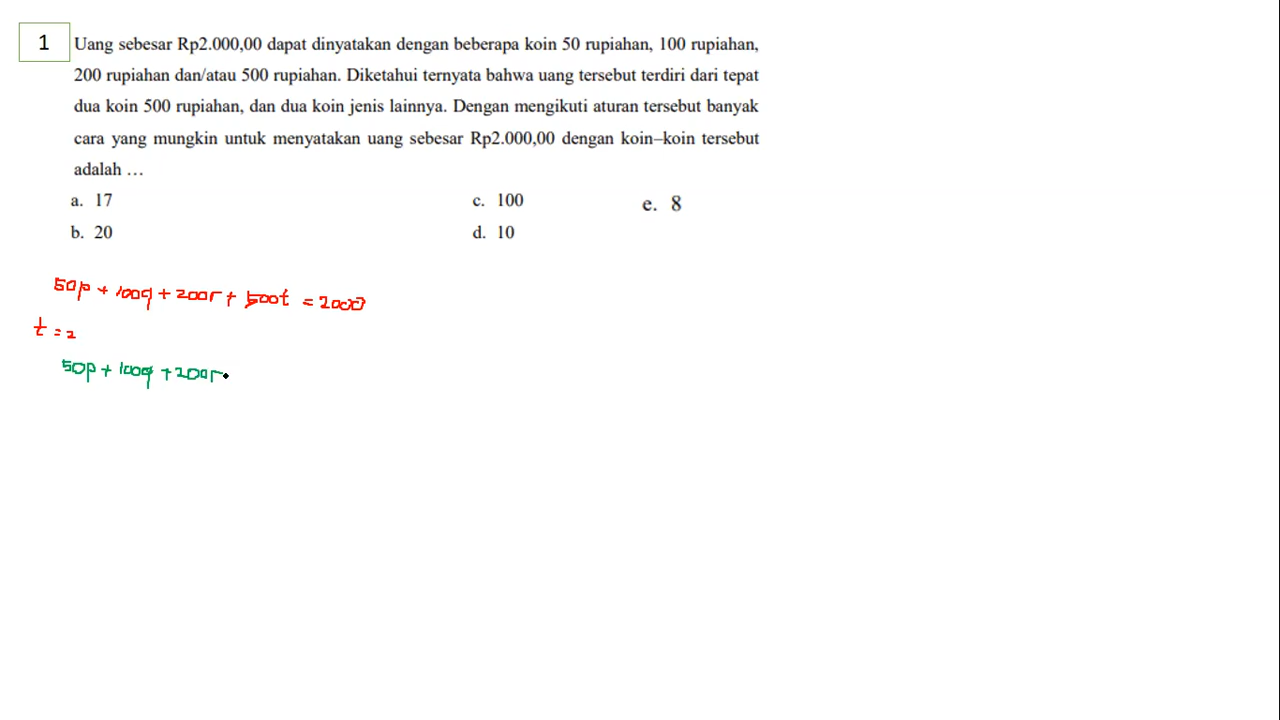 1
Uang sebesar Rp2.000,00 dapat dinyatakan dengan beberapa koin 50 rupiahan, 100 rupiahan,
200 rupiahan dan/atau 500 rupiahan. Diketahui ternyata bahwa uang tersebut terdiri dari tepat
dua koin 500 rupiahan, dan dua koin jenis lainnya. Dengan mengikuti aturan tersebut banyak
cara yang mungkin untuk menyatakan uang sebesar Rp2.000,00 dengan koin–koin tersebut
adalah …
a. 17 c. 100 e. 8
b. 20 d. 10
50p + 100q + 200r + 500t = 2000
t = 2
50p + 100q + 200r